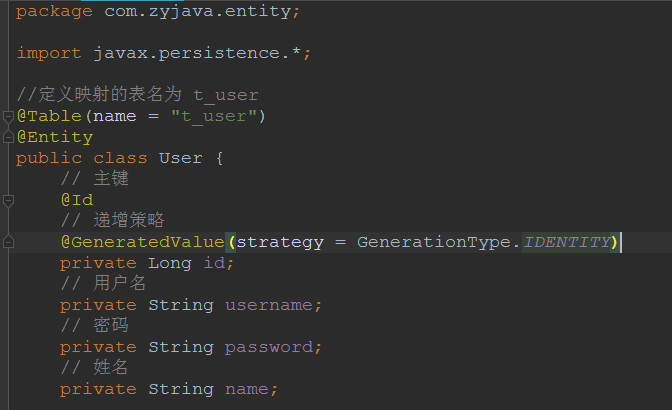 package com.zyjava.entity;
import javax.persistence.*;
//定义映射的表名为 t_user
@Table(name = "t_user")
@Entity
public class User {
// 主键
@Id
// 递增策略
@GeneratedValue(strategy = GenerationType.IDENTITY)
private Long id;
// 用户名
private String username;
// 密码
private String password;
// 姓名
private String name;